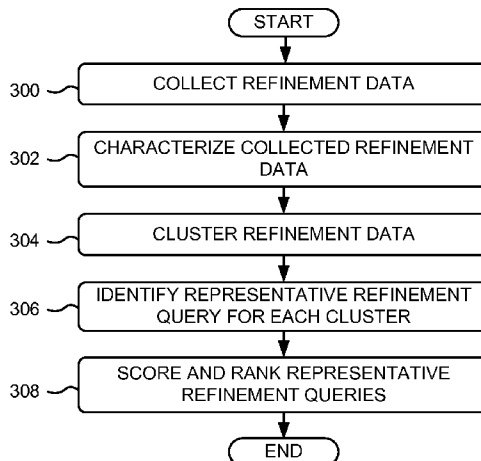 START
300
COLLECT REFINEMENT DATA
302
CHARACTERIZE COLLECTED REFINEMENT
DATA
304
CLUSTER REFINEMENT DATA
306
IDENTIFY REPRESENTATIVE REFINEMENT
QUERY FOR EACH CLUSTER
308
SCORE AND RANK REPRESENTATIVE
REFINEMENT QUERIES
END